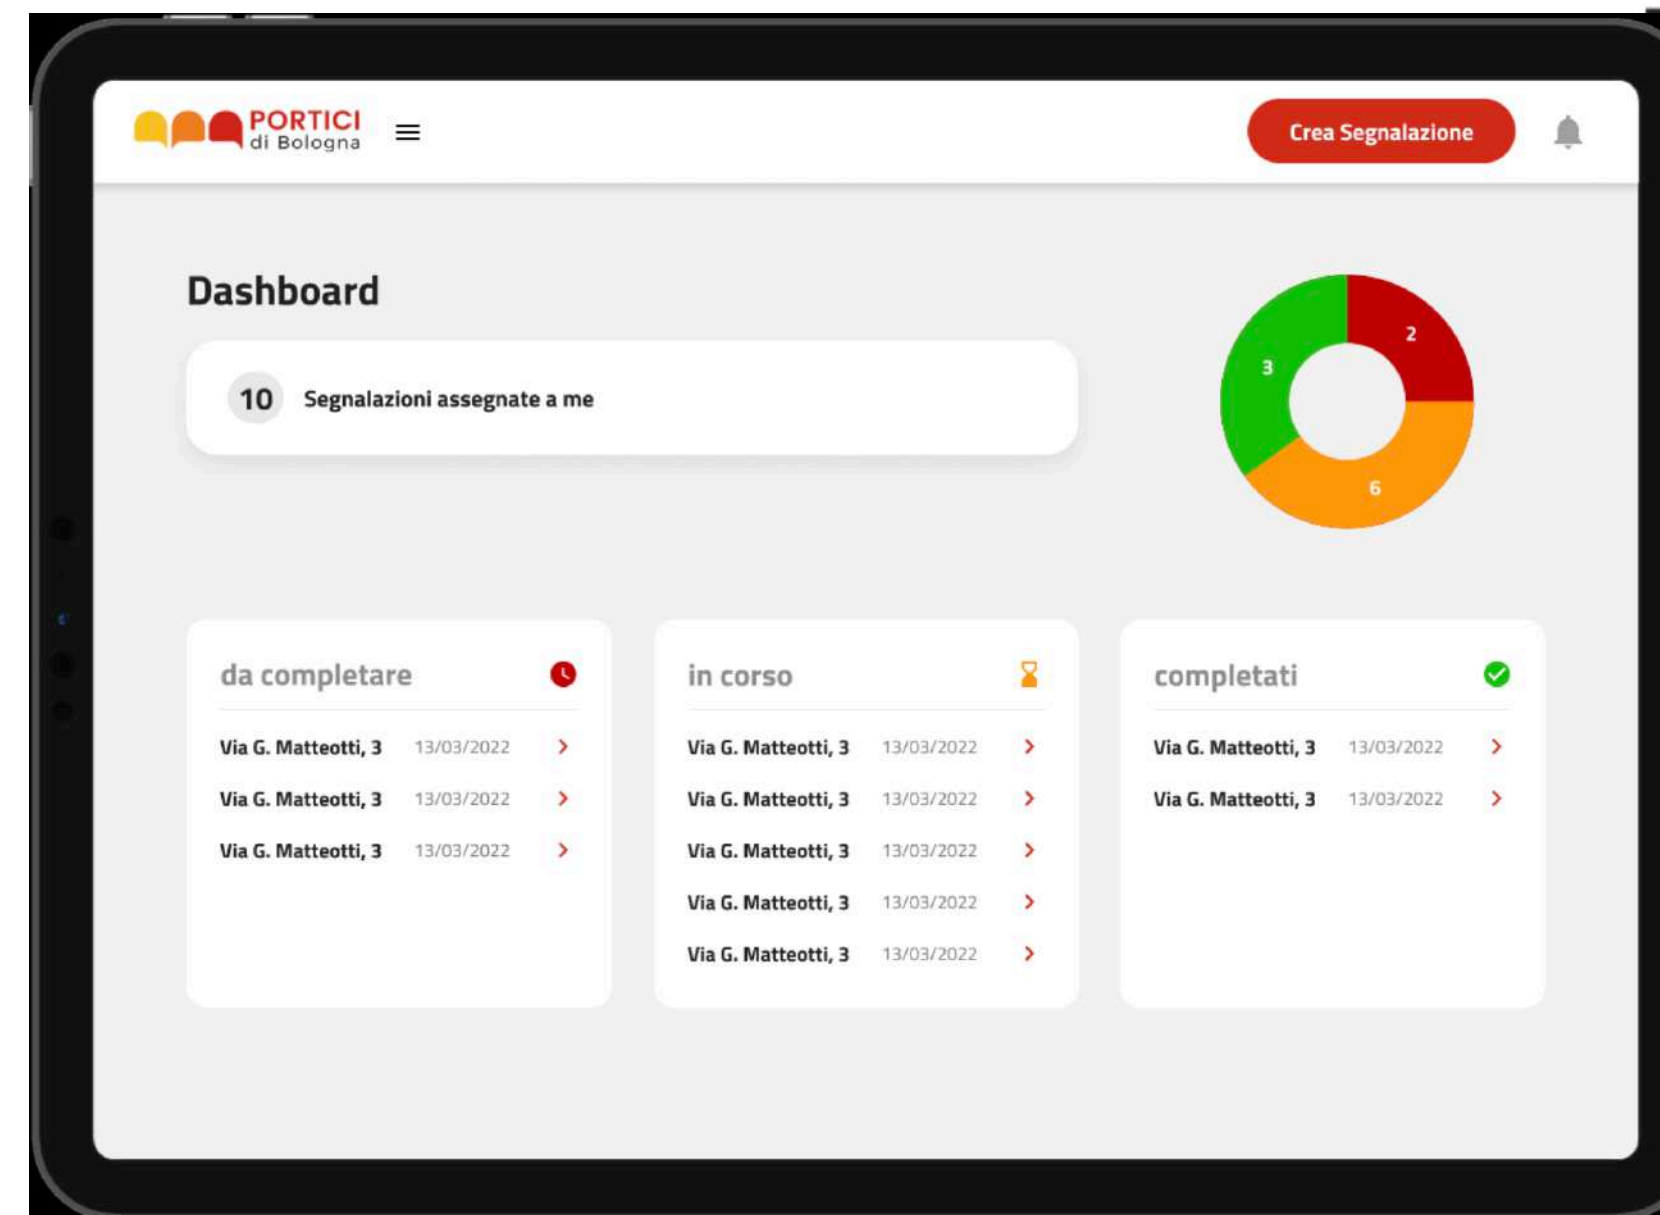 PORTICI
di Bologna
Crea Segnalazione
Dashboard
10 Segnalazioni assegnate a me
2
3
6
da completare
Via G. Matteotti, 3 13/03/2022
Via G. Matteotti, 3 13/03/2022
Via G. Matteotti, 3 13/03/2022
in corso
Via G. Matteotti, 3 13/03/2022
Via G. Matteotti, 3 13/03/2022
Via G. Matteotti, 3 13/03/2022
Via G. Matteotti, 3 13/03/2022
Via G. Matteotti, 3 13/03/2022
completati
Via G. Matteotti, 3 13/03/2022
Via G. Matteotti, 3 13/03/2022